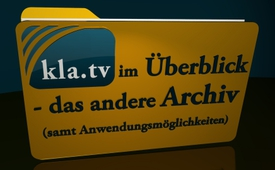 kla.tv im Überblick
- das andere Archiv
(samt Anwendungsmöglichkeiten)